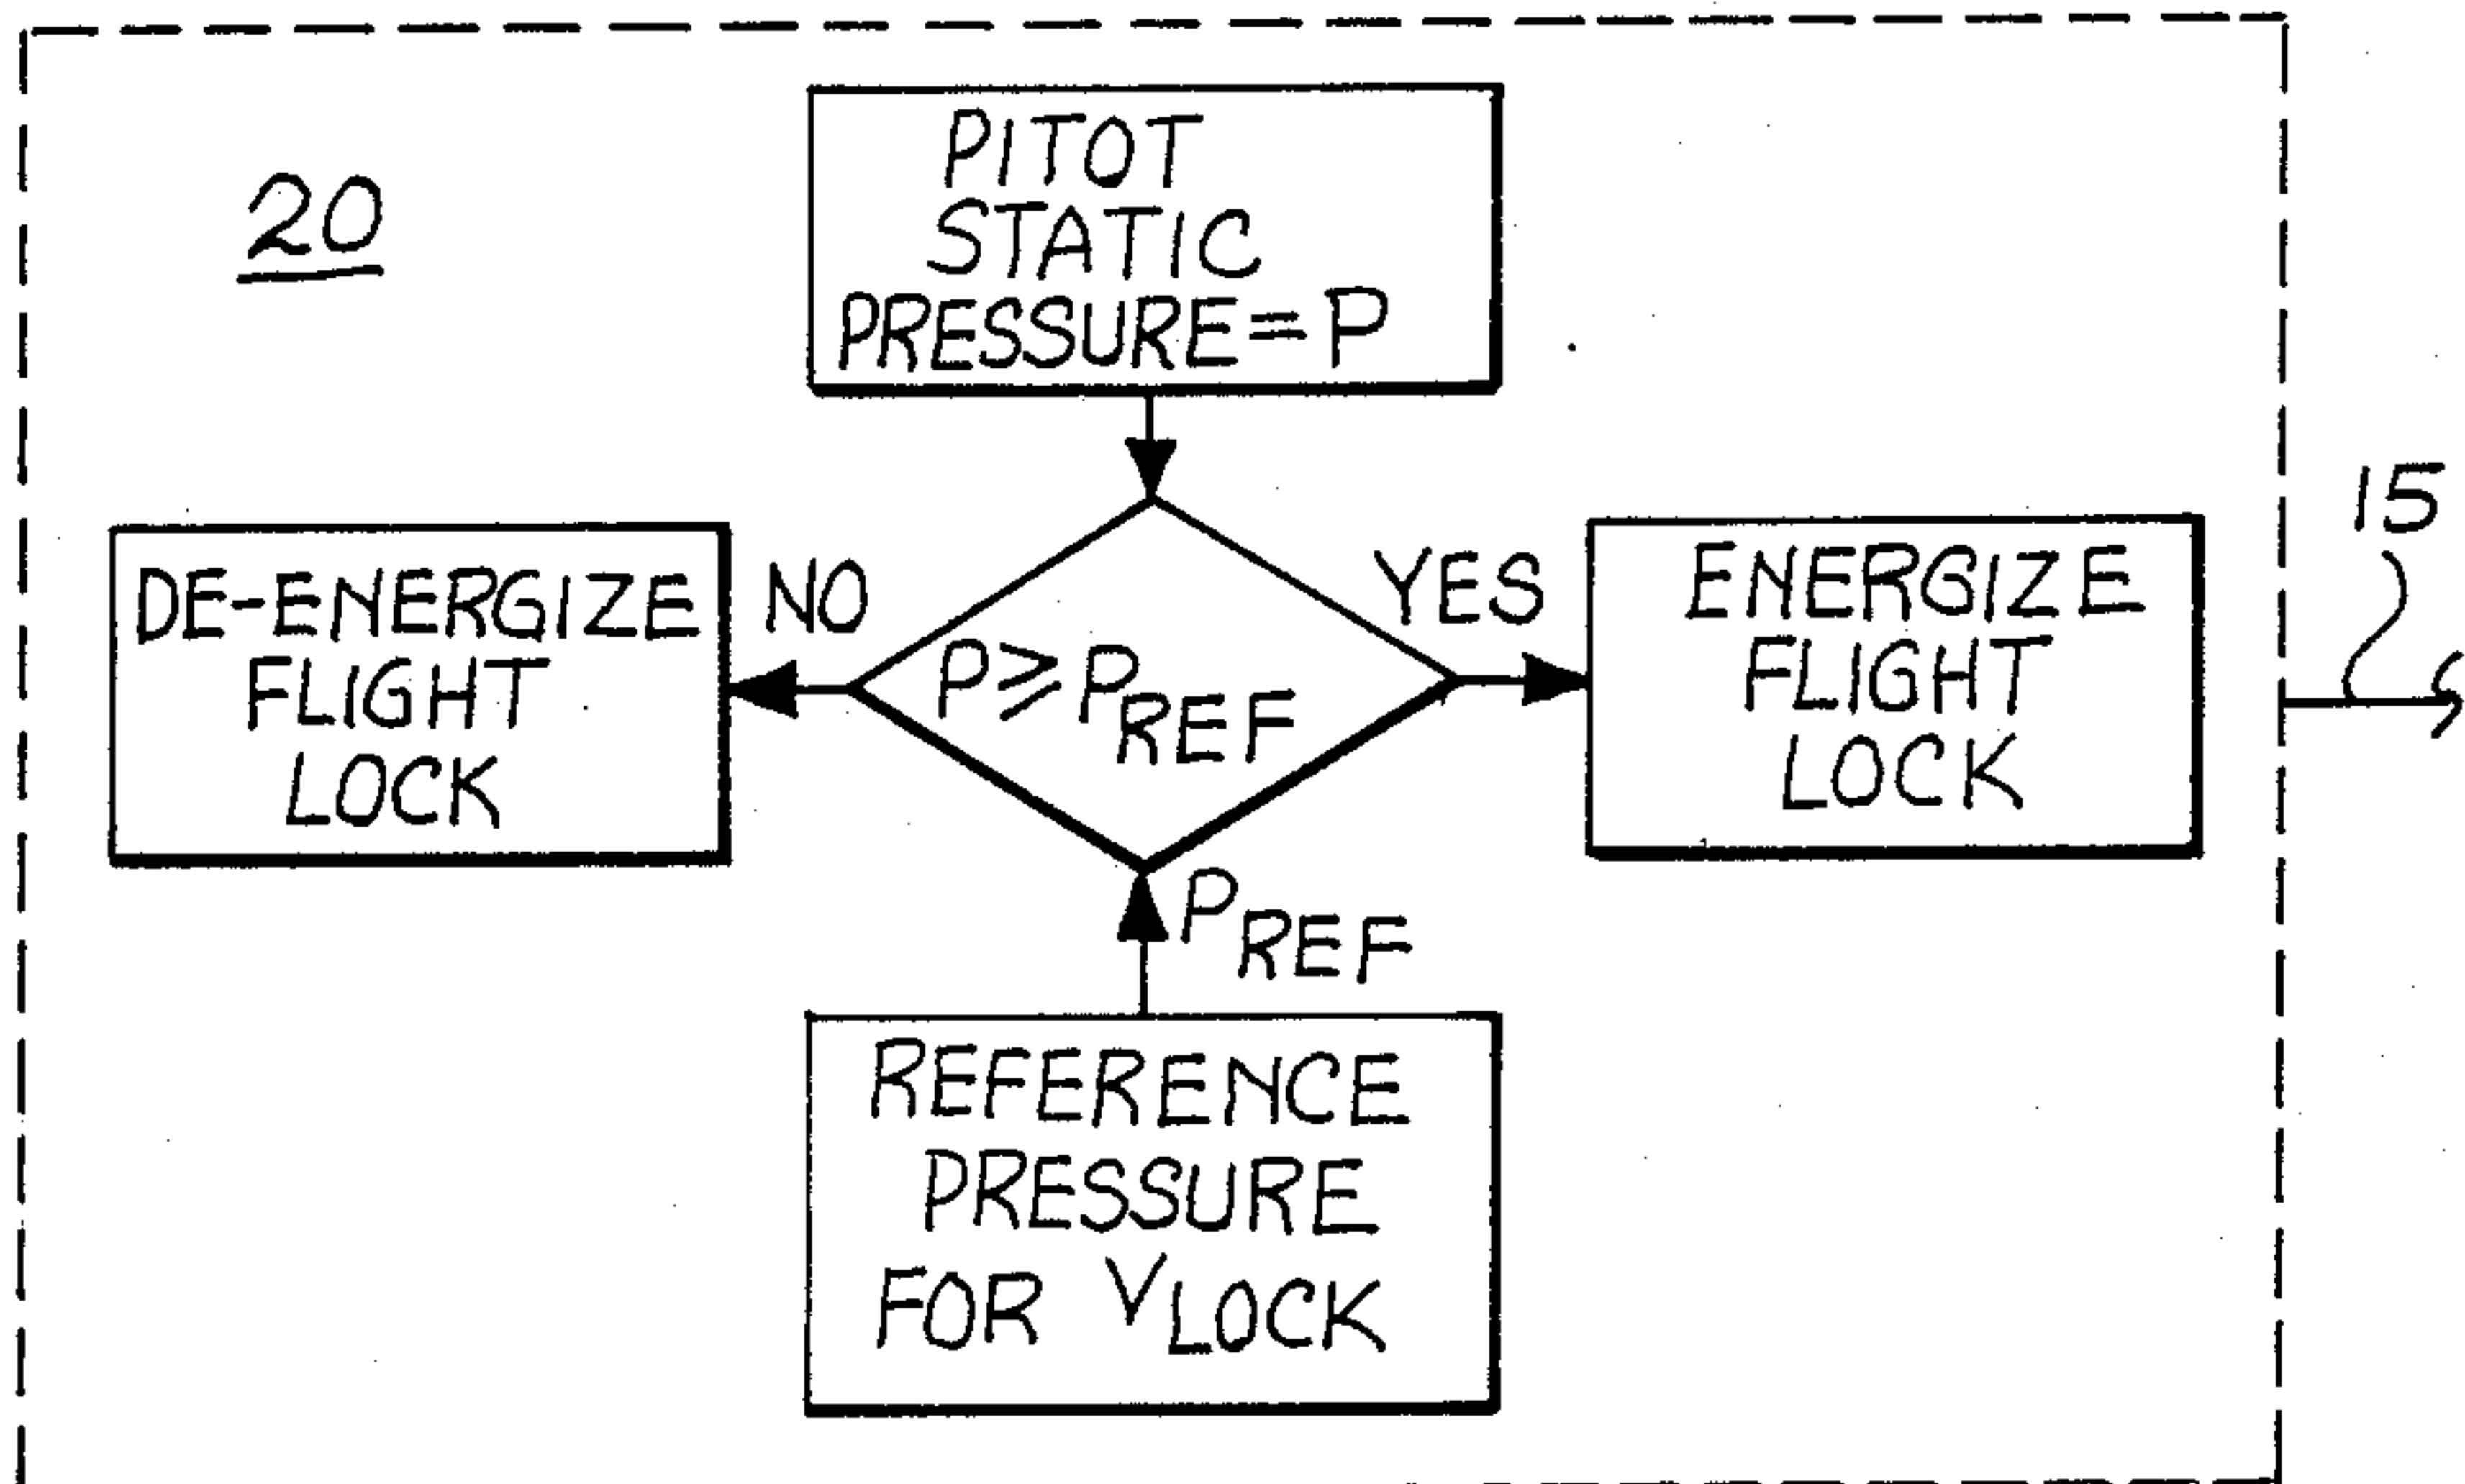 20
PITOT
STATIC
PRESSURE=P
DE-ENERGIZE
FLIGHT
LOCK
NO
P≥PREF
YES
ENERGIZE
FLIGHT
LOCK
15
PREF
REFERENCE
PRESSURE
FOR VLOCK